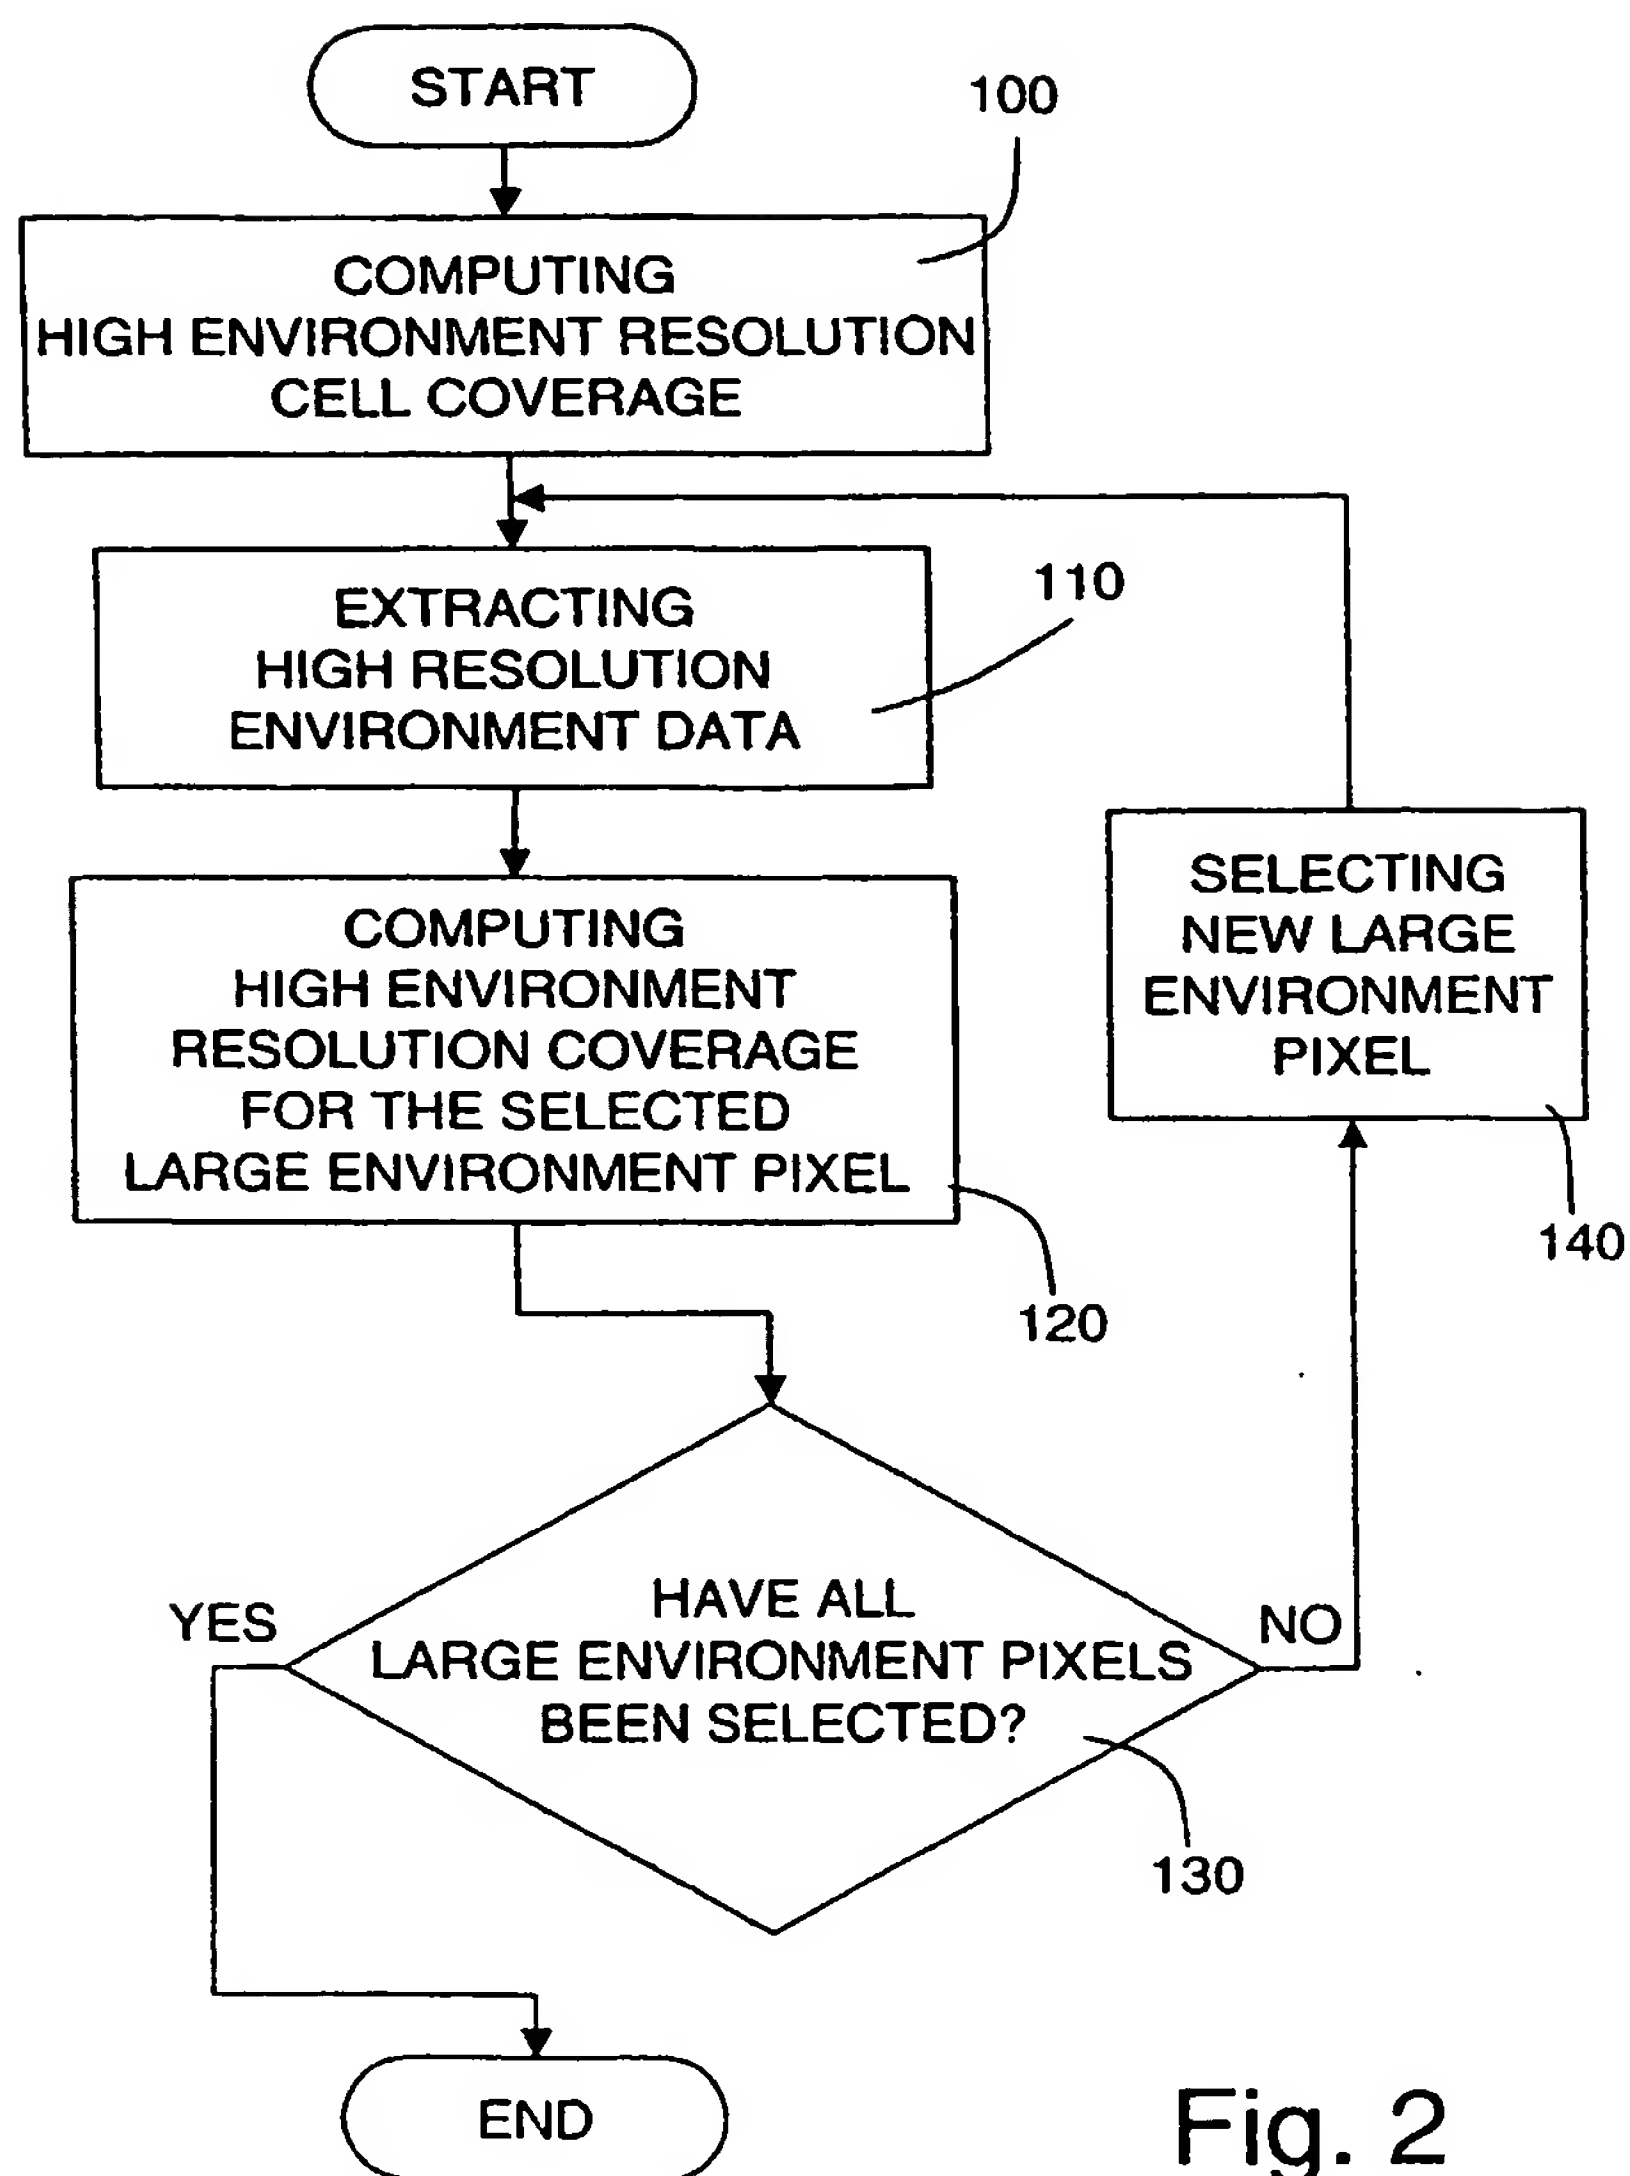 START
100
COMPUTING
HIGH ENVIRONMENT RESOLUTION
CELL COVERAGE
EXTRACTING
HIGH RESOLUTION
ENVIRONMENT DATA
110
COMPUTING
HIGH ENVIRONMENT
RESOLUTION COVERAGE
FOR THE SELECTED
LARGE ENVIRONMENT PIXEL
120
SELECTING
NEW LARGE
ENVIRONMENT
PIXEL
140
HAVE ALL
LARGE ENVIRONMENT PIXELS
BEEN SELECTED?
YES
NO
130
END
Fig. 2